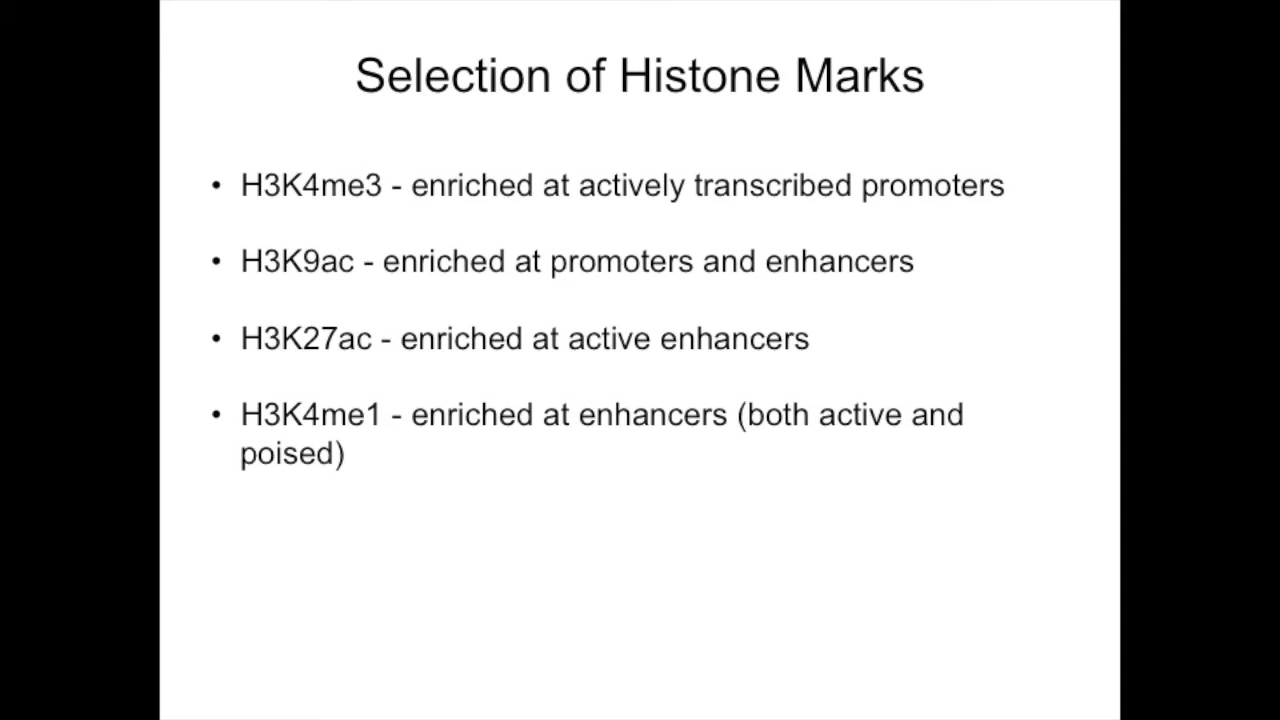 Selection of Histone Marks
• H3K4me3 - enriched at actively transcribed promoters
• H3K9ac - enriched at promoters and enhancers
• H3K27ac - enriched at active enhancers
• H3K4me1 - enriched at enhancers (both active and
poised)